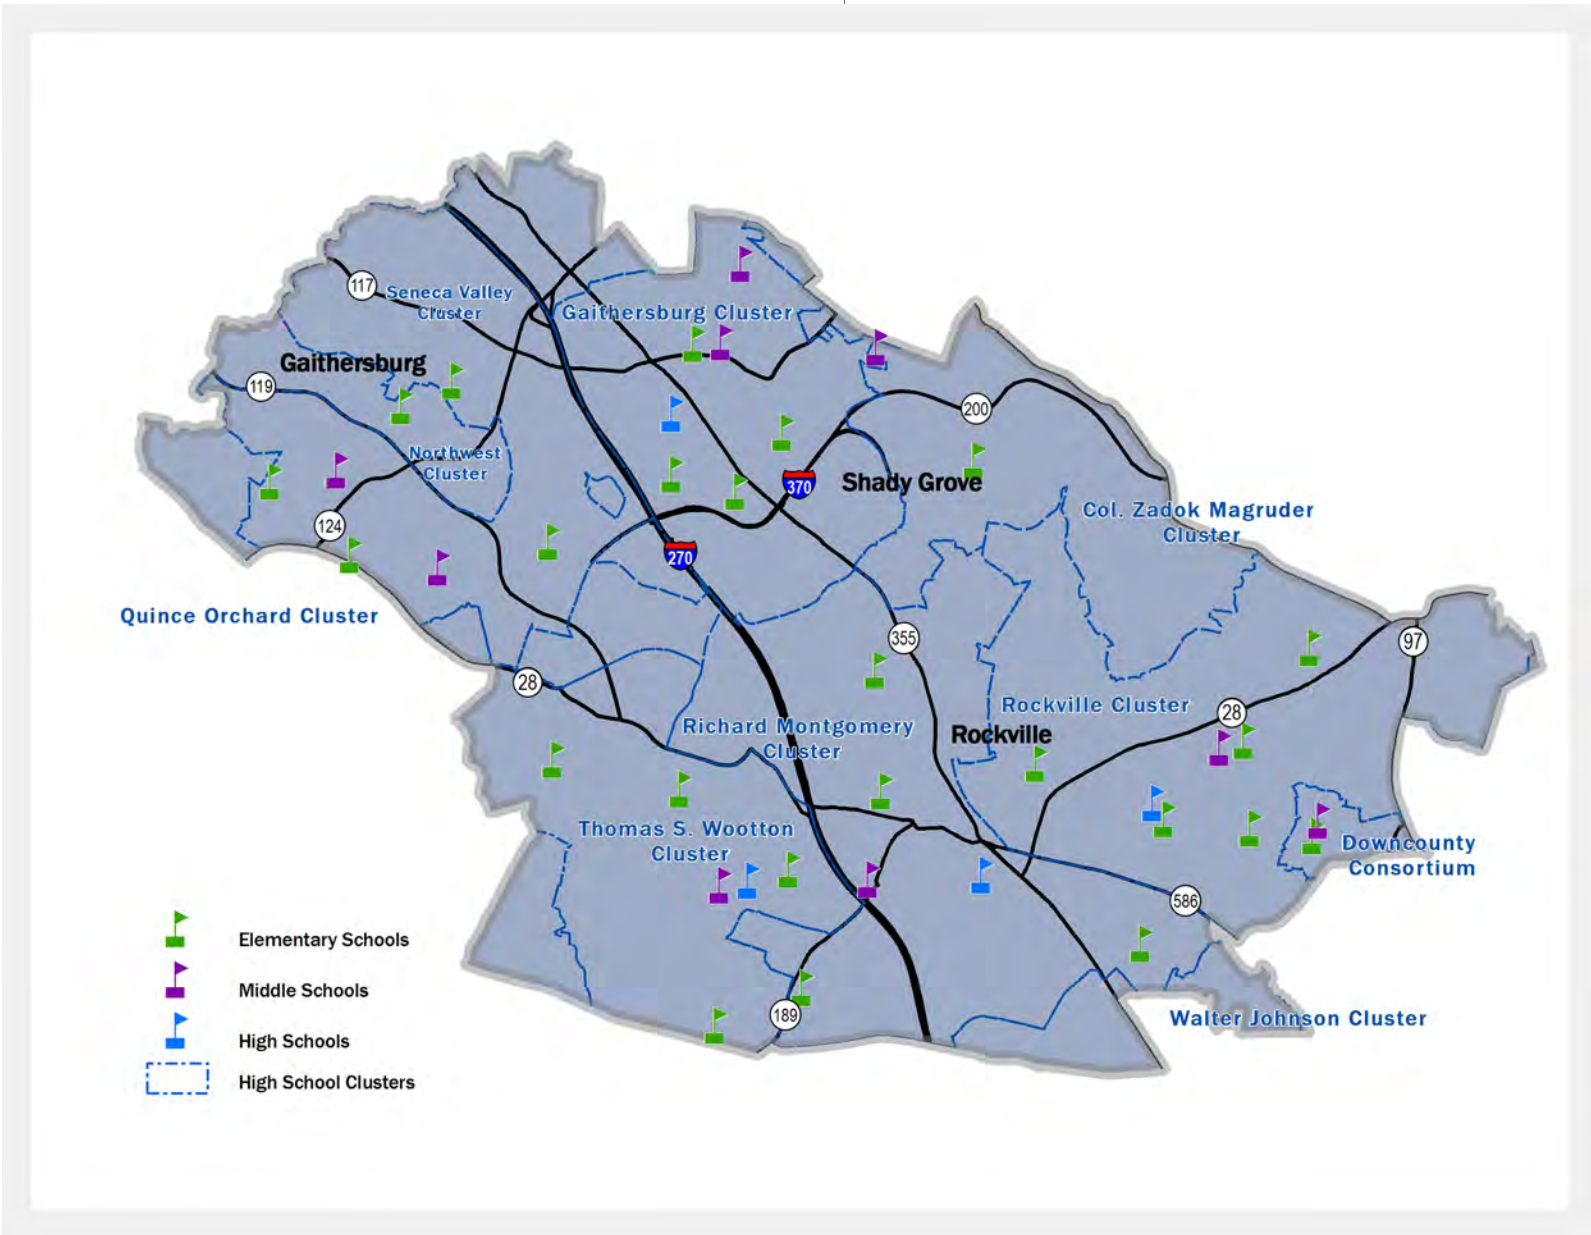 117
Seneca Valley
Cluster
Gaithersburg Cluster
Gaithersburg
119
200
Northwest
Cluster
370
Shady Grove
Col. Zadok Magruder
Cluster
124
270
Quince Orchard Cluster
355
97
28
Rockville Cluster
28
Richard Montgomery
Cluster
Rockville
Thomas S. Wootton
Cluster
Downcounty
Consortium
586
189
Walter Johnson Cluster
Elementary Schools
Middle Schools
High Schools
High School Clusters